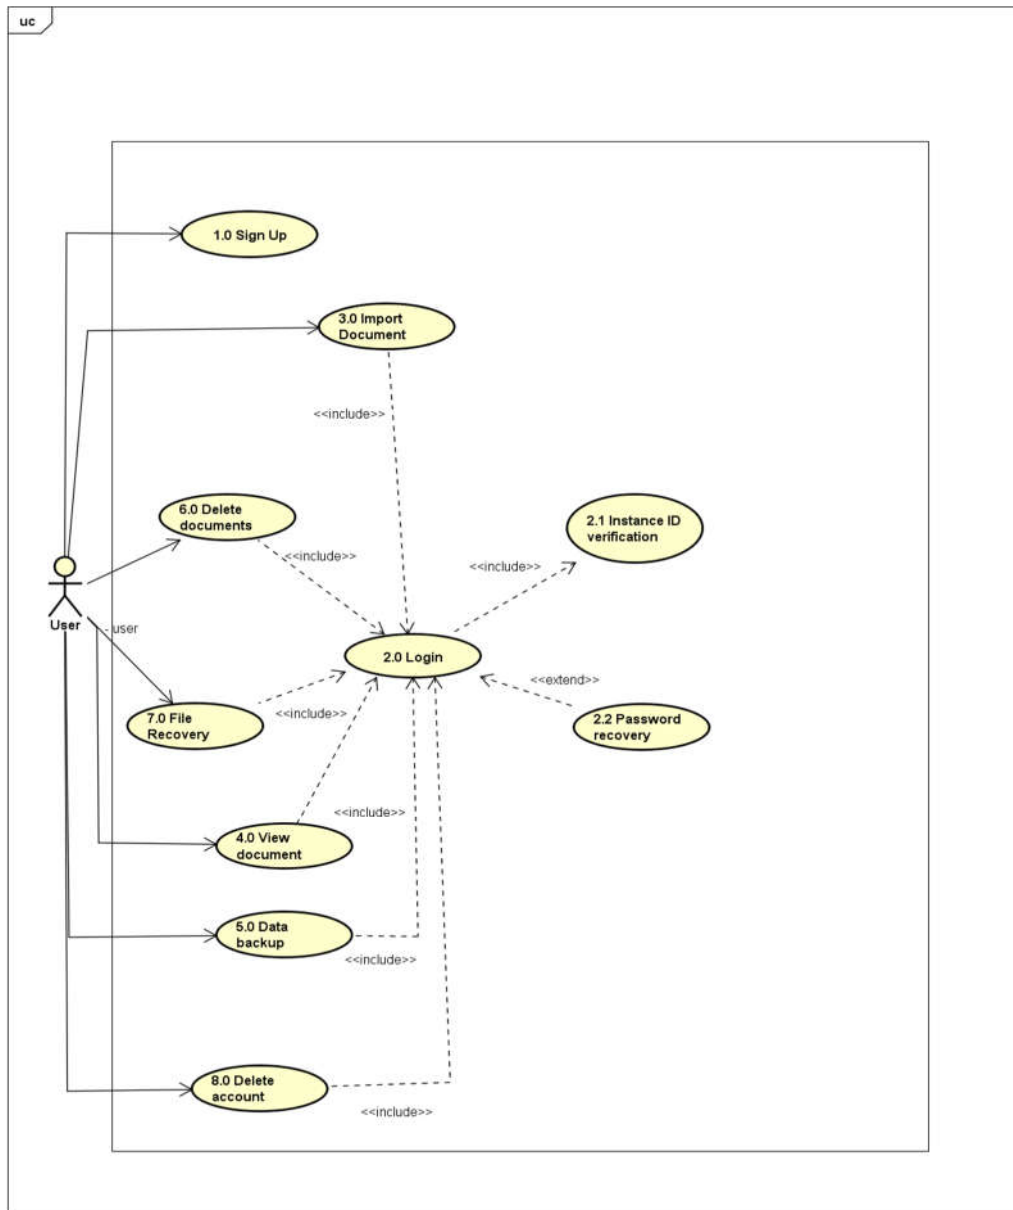 uc
1.0 Sign Up
3.0 Import
Document
<<include>>
6.0 Delete
documents
<<include>>
2.1 Instance ID
verification
<<include>>
User
user
2.0 Login
<<extend>>
7.0 File
Recovery
<<include>>
2.2 Password
recovery
<<include>>
4.0 View
document
5.0 Data
backup
<<include>>
8.0 Delete
account
<<include>>